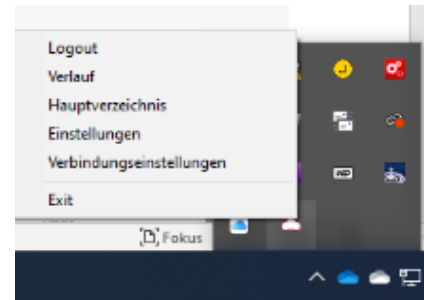 Logout
Verlauf
Hauptverzeichnis
Einstellungen
Verbindungseinstellungen
Exit
Fokus